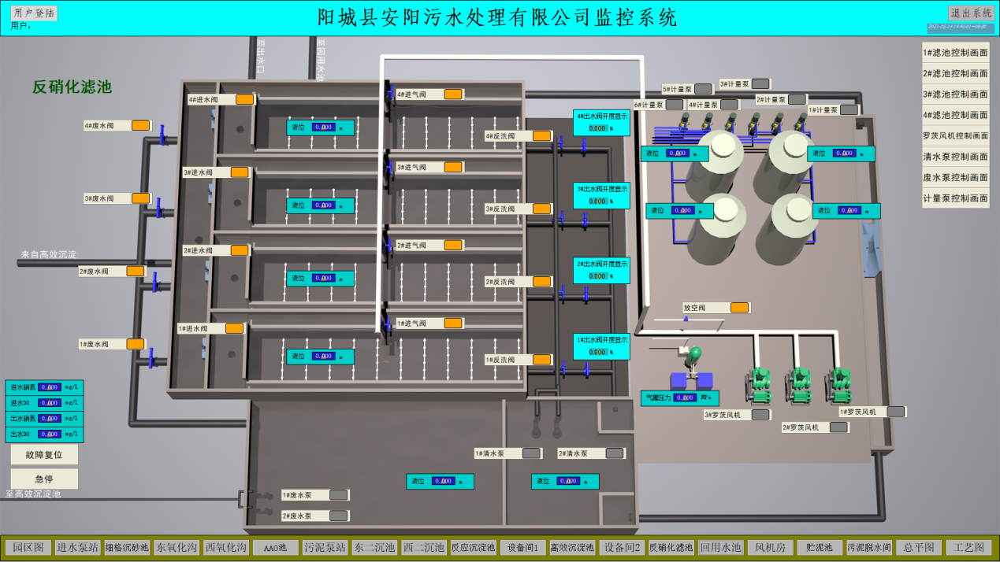 用户登陆
用户：
阳城县安阳污水处理有限公司监控系统
退出系统
反硝化滤池
至出水口
至回用水池
1#滤池控制画面
2#滤池控制画面
3#滤池控制画面
4#滤池控制画面
罗茨风机控制画面
清水泵控制画面
废水泵控制画面
计量泵控制画面
4#进水阀
4#进气阀
4#废水阀
液位 0.000 m
4#反洗阀
4#出水阀开度显示
0.000 %
5#计量泵
3#计量泵
6#计量泵
4#计量泵
2#计量泵
1#计量泵
液位 0.000 m
液位 0.000 m
3#进水阀
3#进气阀
3#废水阀
液位 0.000 m
3#反洗阀
3#出水阀开度显示
0.000 %
液位 0.000 m
液位 0.000 m
来自高效沉淀
2#进水阀
2#进气阀
2#废水阀
液位 0.000 m
2#反洗阀
2#出水阀开度显示
0.000 %
放空阀
1#进水阀
1#进气阀
1#废水阀
液位 0.000 m
1#反洗阀
1#出水阀开度显示
0.000 %
进水硝氮 0.000 mg/l
进水DO 0.000 mg/l
出水硝氮 0.000 mg/l
出水DO 0.000 mg/l
气罐压力 0.000 MPa
3#罗茨风机
1#罗茨风机
2#罗茨风机
故障复位
急停
至高效沉淀池
1#清水泵
2#清水泵
液位 0.000 m
液位 0.000 m
1#废水泵
2#废水泵
园区图
进水泵站
细格沉砂池
东氧化沟
西氧化沟
AAO池
污泥泵站
东二沉池
西二沉池
反应沉淀池
设备间1
高效沉淀池
设备间2
反硝化滤池
回用水池
风机房
贮泥池
污泥脱水间
总平图
工艺图